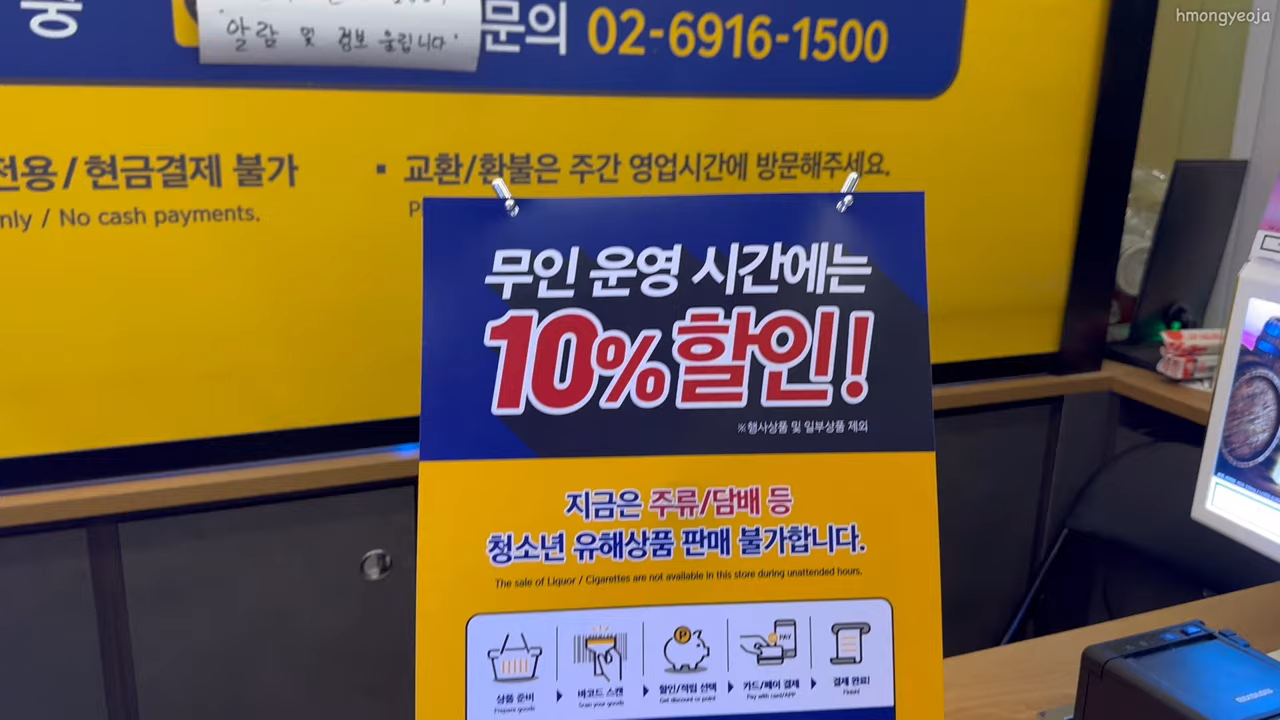 hmongyeoja
중
알람 및 경보 울립니다.
문의 02-6916-1500
전용 / 현금결제 불가
nly / No cash payments.
▪ 교환/환불은 주간 영업시간에 방문해주세요.
무인 운영 시간에는
10% 할인!
※행사상품 및 일부상품 제외
지금은 주류/담배 등
청소년 유해상품 판매 불가합니다.
The sale of Liquor / Cigarettes are not available in this store during unattended hours.
P
PAY
상품 준비
Prepare goods
바코드 스캔
Scan your goods
할인/적립 선택
Get discount or point
카드/페이 결제
Pay with card/APP
결제 완료!
Finish!